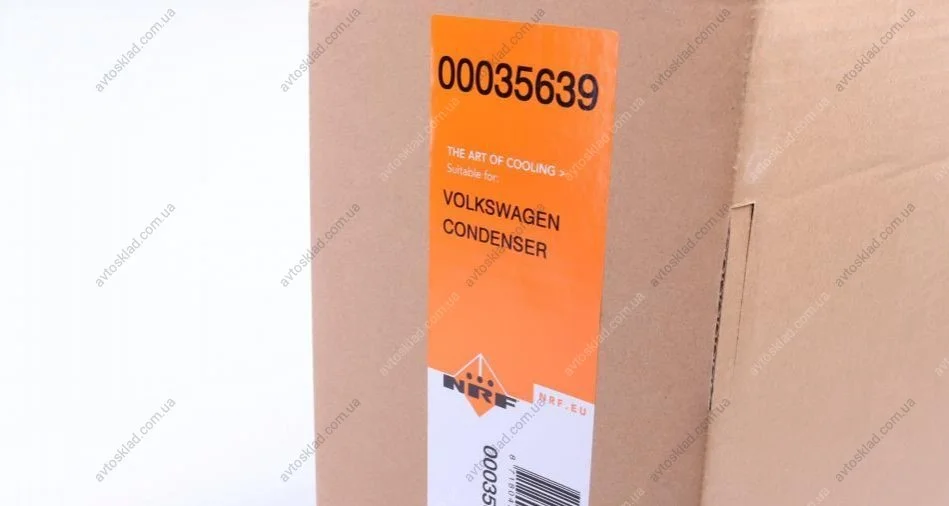 00035639
THE ART OF COOLING >
Suitable for:
VOLKSWAGEN
CONDENSER
NRF
NRF.EU
avtosklad.com.ua